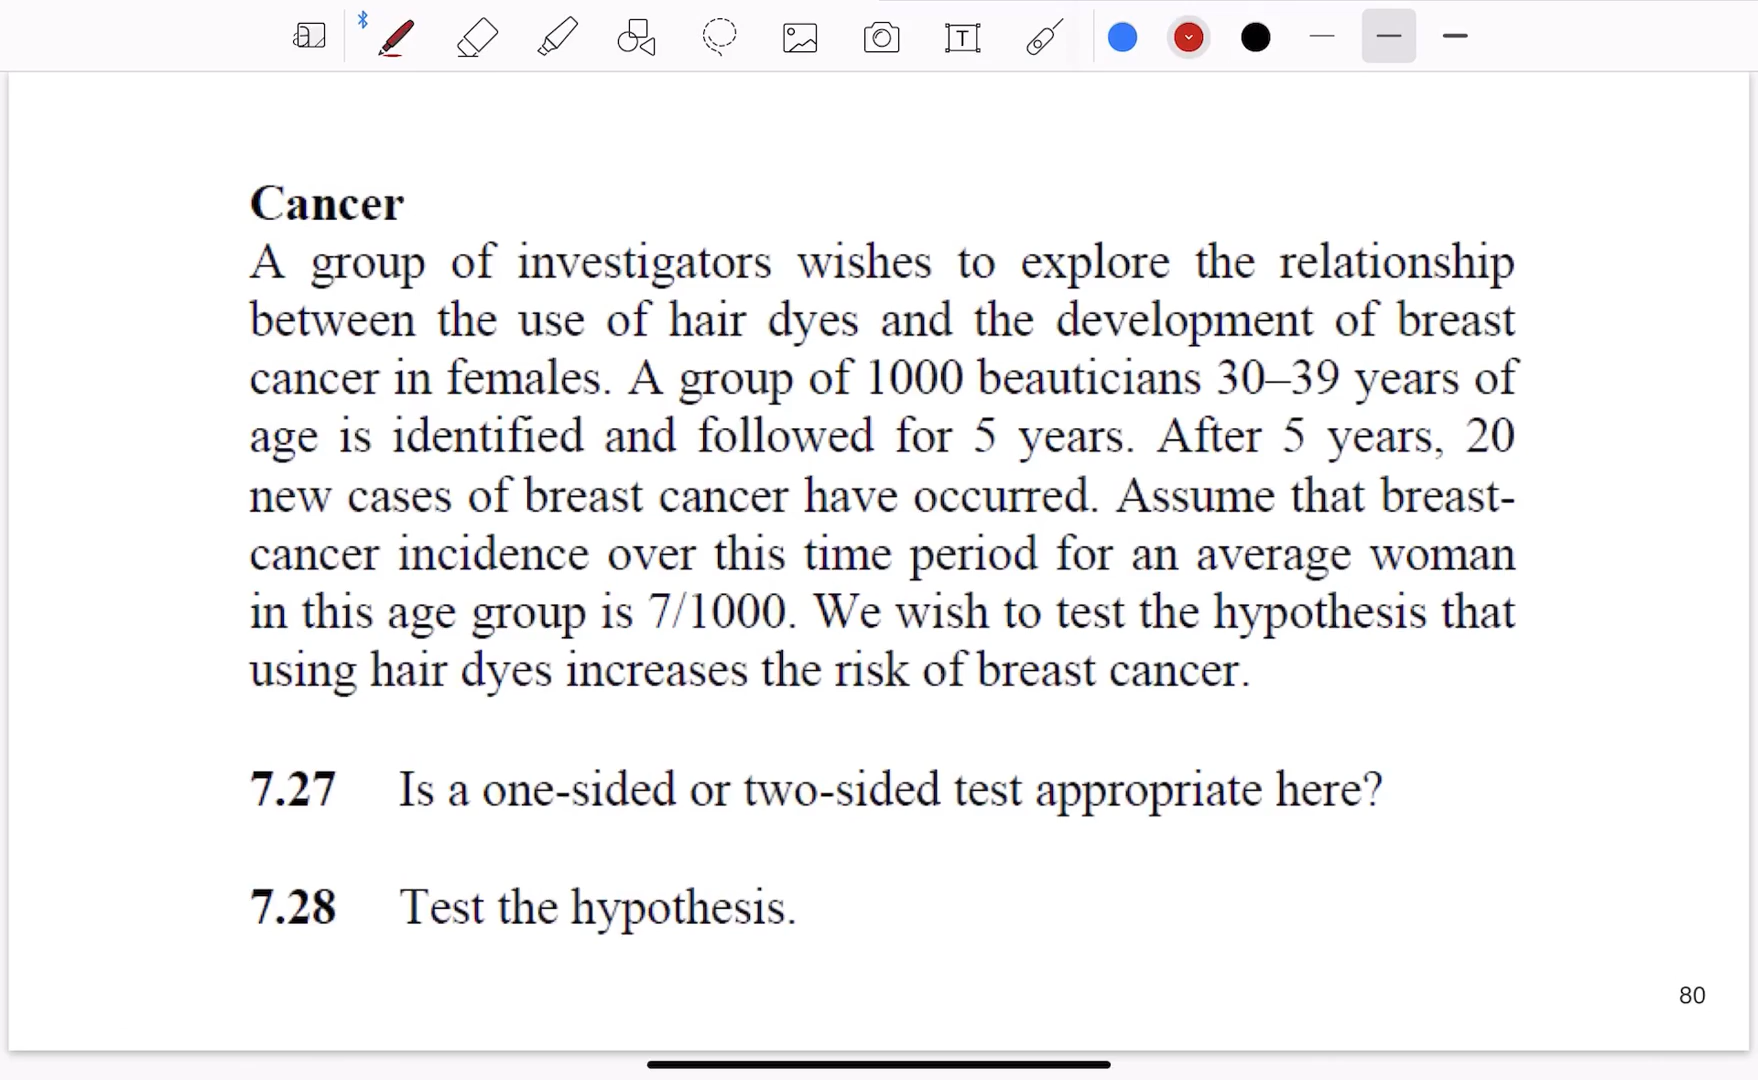 Cancer
A group of investigators wishes to explore the relationship
between the use of hair dyes and the development of breast
cancer in females. A group of 1000 beauticians 30–39 years of
age is identified and followed for 5 years. After 5 years, 20
new cases of breast cancer have occurred. Assume that breast-
cancer incidence over this time period for an average woman
in this age group is 7/1000. We wish to test the hypothesis that
using hair dyes increases the risk of breast cancer.
7.27 Is a one-sided or two-sided test appropriate here?
7.28 Test the hypothesis.
80